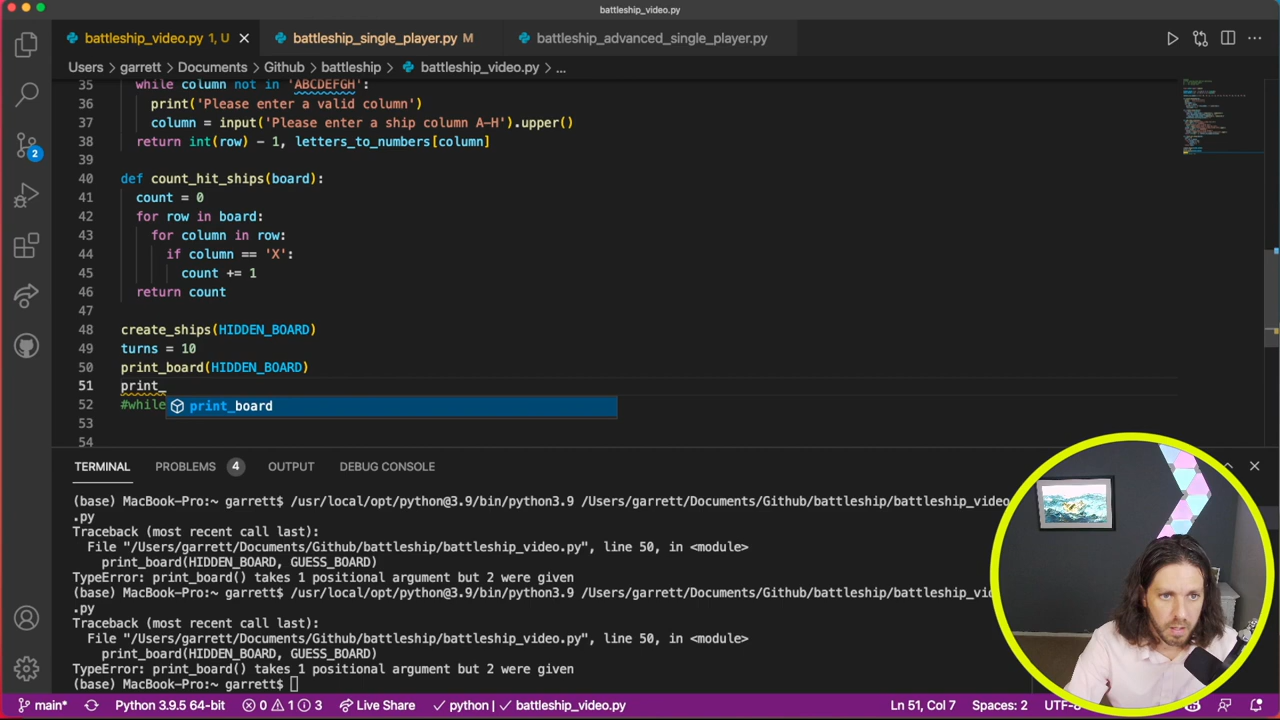 battleship_video.py
battleship_video.py 1, U
battleship_single_player.py M
battleship_advanced_single_player.py
Users > garrett > Documents > Github > battleship > battleship_video.py > ...
35 while column not in 'ABCDEFGH':
36 print('Please enter a valid column')
37 column = input('Please enter a ship column A-H').upper()
38 return int(row) - 1, letters_to_numbers[column]
39
40 def count_hit_ships(board):
41 count = 0
42 for row in board:
43 for column in row:
44 if column == 'X':
45 count += 1
46 return count
47
48 create_ships(HIDDEN_BOARD)
49 turns = 10
50 print_board(HIDDEN_BOARD)
51 print_
52 #while
print_board
53
54
2
TERMINAL PROBLEMS 4 OUTPUT DEBUG CONSOLE
(base) MacBook-Pro:~ garrett$ /usr/local/opt/python@3.9/bin/python3.9 /Users/garrett/Documents/Github/battleship/battleship_video
.py
Traceback (most recent call last):
File "/Users/garrett/Documents/Github/battleship/battleship_video.py", line 50, in <module>
print_board(HIDDEN_BOARD, GUESS_BOARD)
TypeError: print_board() takes 1 positional argument but 2 were given
(base) MacBook-Pro:~ garrett$ /usr/local/opt/python@3.9/bin/python3.9 /Users/garrett/Documents/Github/battleship/battleship_vid
.py
Traceback (most recent call last):
File "/Users/garrett/Documents/Github/battleship/battleship_video.py", line 50, in <module>
print_board(HIDDEN_BOARD, GUESS_BOARD)
TypeError: print_board() takes 1 positional argument but 2 were given
(base) MacBook-Pro:~ garrett$
main* Python 3.9.5 64-bit 0 1 3 Live Share python | battleship_video.py Ln 51, Col 7 Spaces: 2 UTF-8